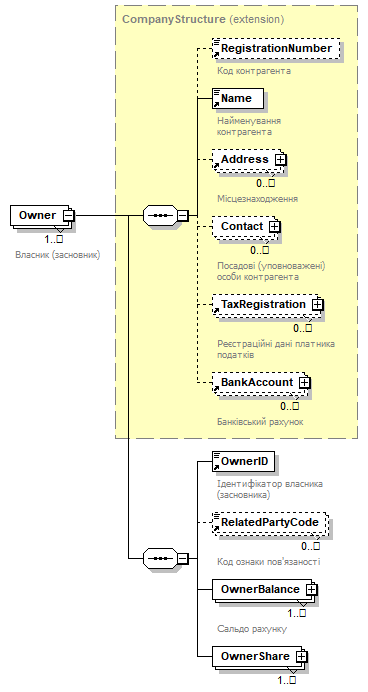 CompanyStructure (extension)
RegistrationNumber
Код контрагента
Name
Найменування
контрагента
Address
0..
Місцезнаходження
Owner
1..
Власник (засновник)
Contact
0..
Посадові (уповноважені)
особи контрагента
TaxRegistration
0..
Реєстраційні дані платника
податків
BankAccount
0..
Банківський рахунок
OwnerID
Ідентифікатор власника
(засновника)
RelatedPartyCode
0..
Код ознаки пов'язаності
OwnerBalance
1..
Сальдо рахунку
OwnerShare
1..